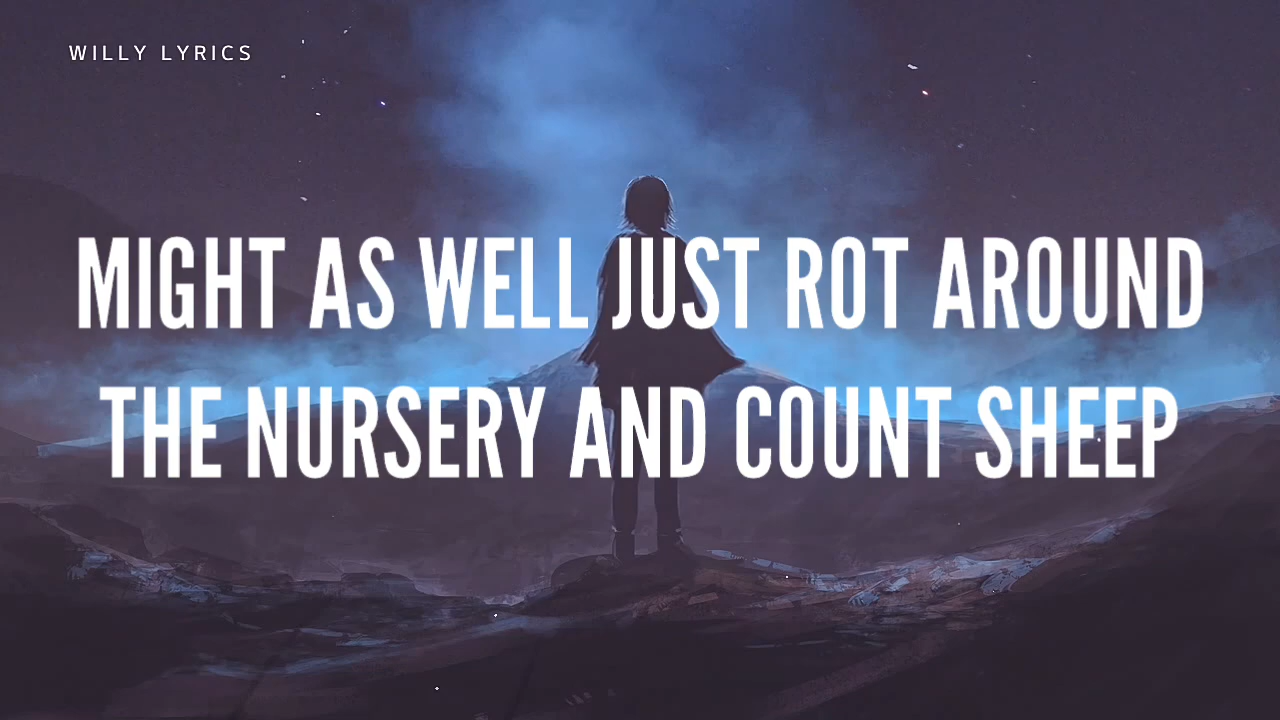 WILLY LYRICS
MIGHT AS WELL JUST ROT AROUND
THE NURSERY AND COUNT SHEEP